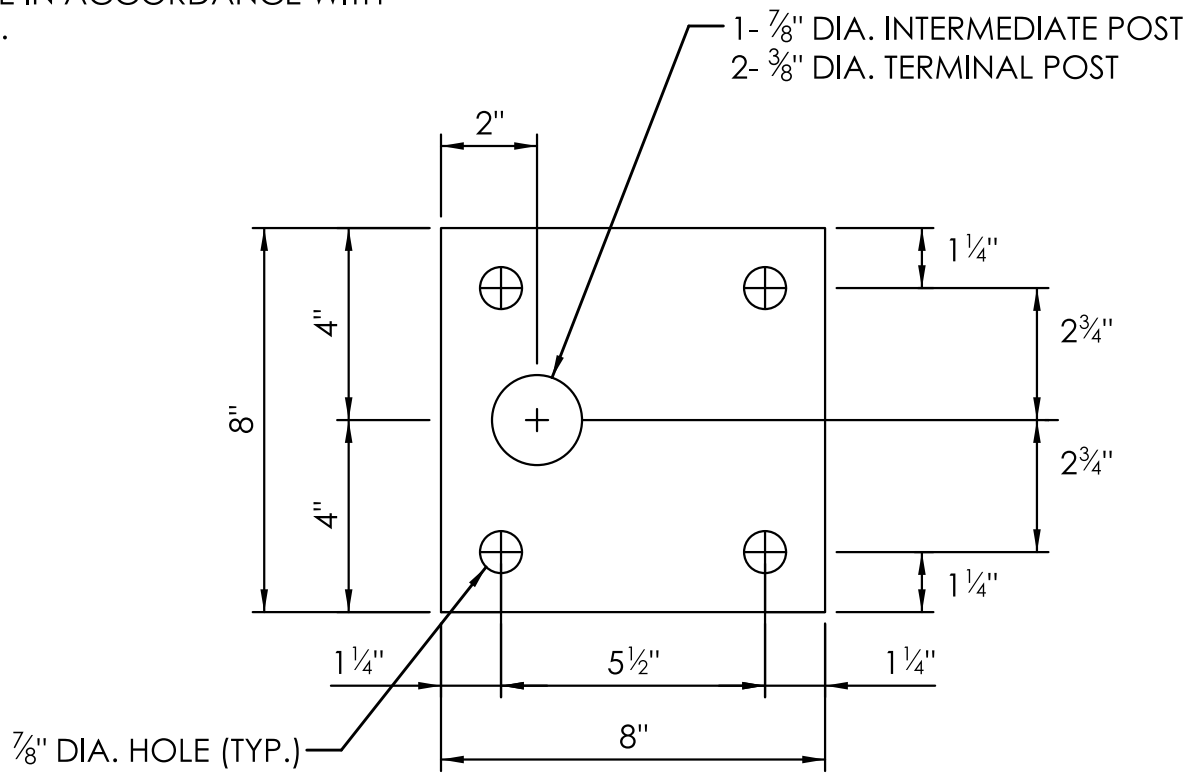 IN ACCORDANCE WITH
.
1- ⅞" DIA. INTERMEDIATE POST
2- ⅜" DIA. TERMINAL POST
2"
1¼"
4"
2¾"
8"
2¾"
4"
1¼"
1¼" 5½" 1¼"
8"
⅞" DIA. HOLE (TYP.)